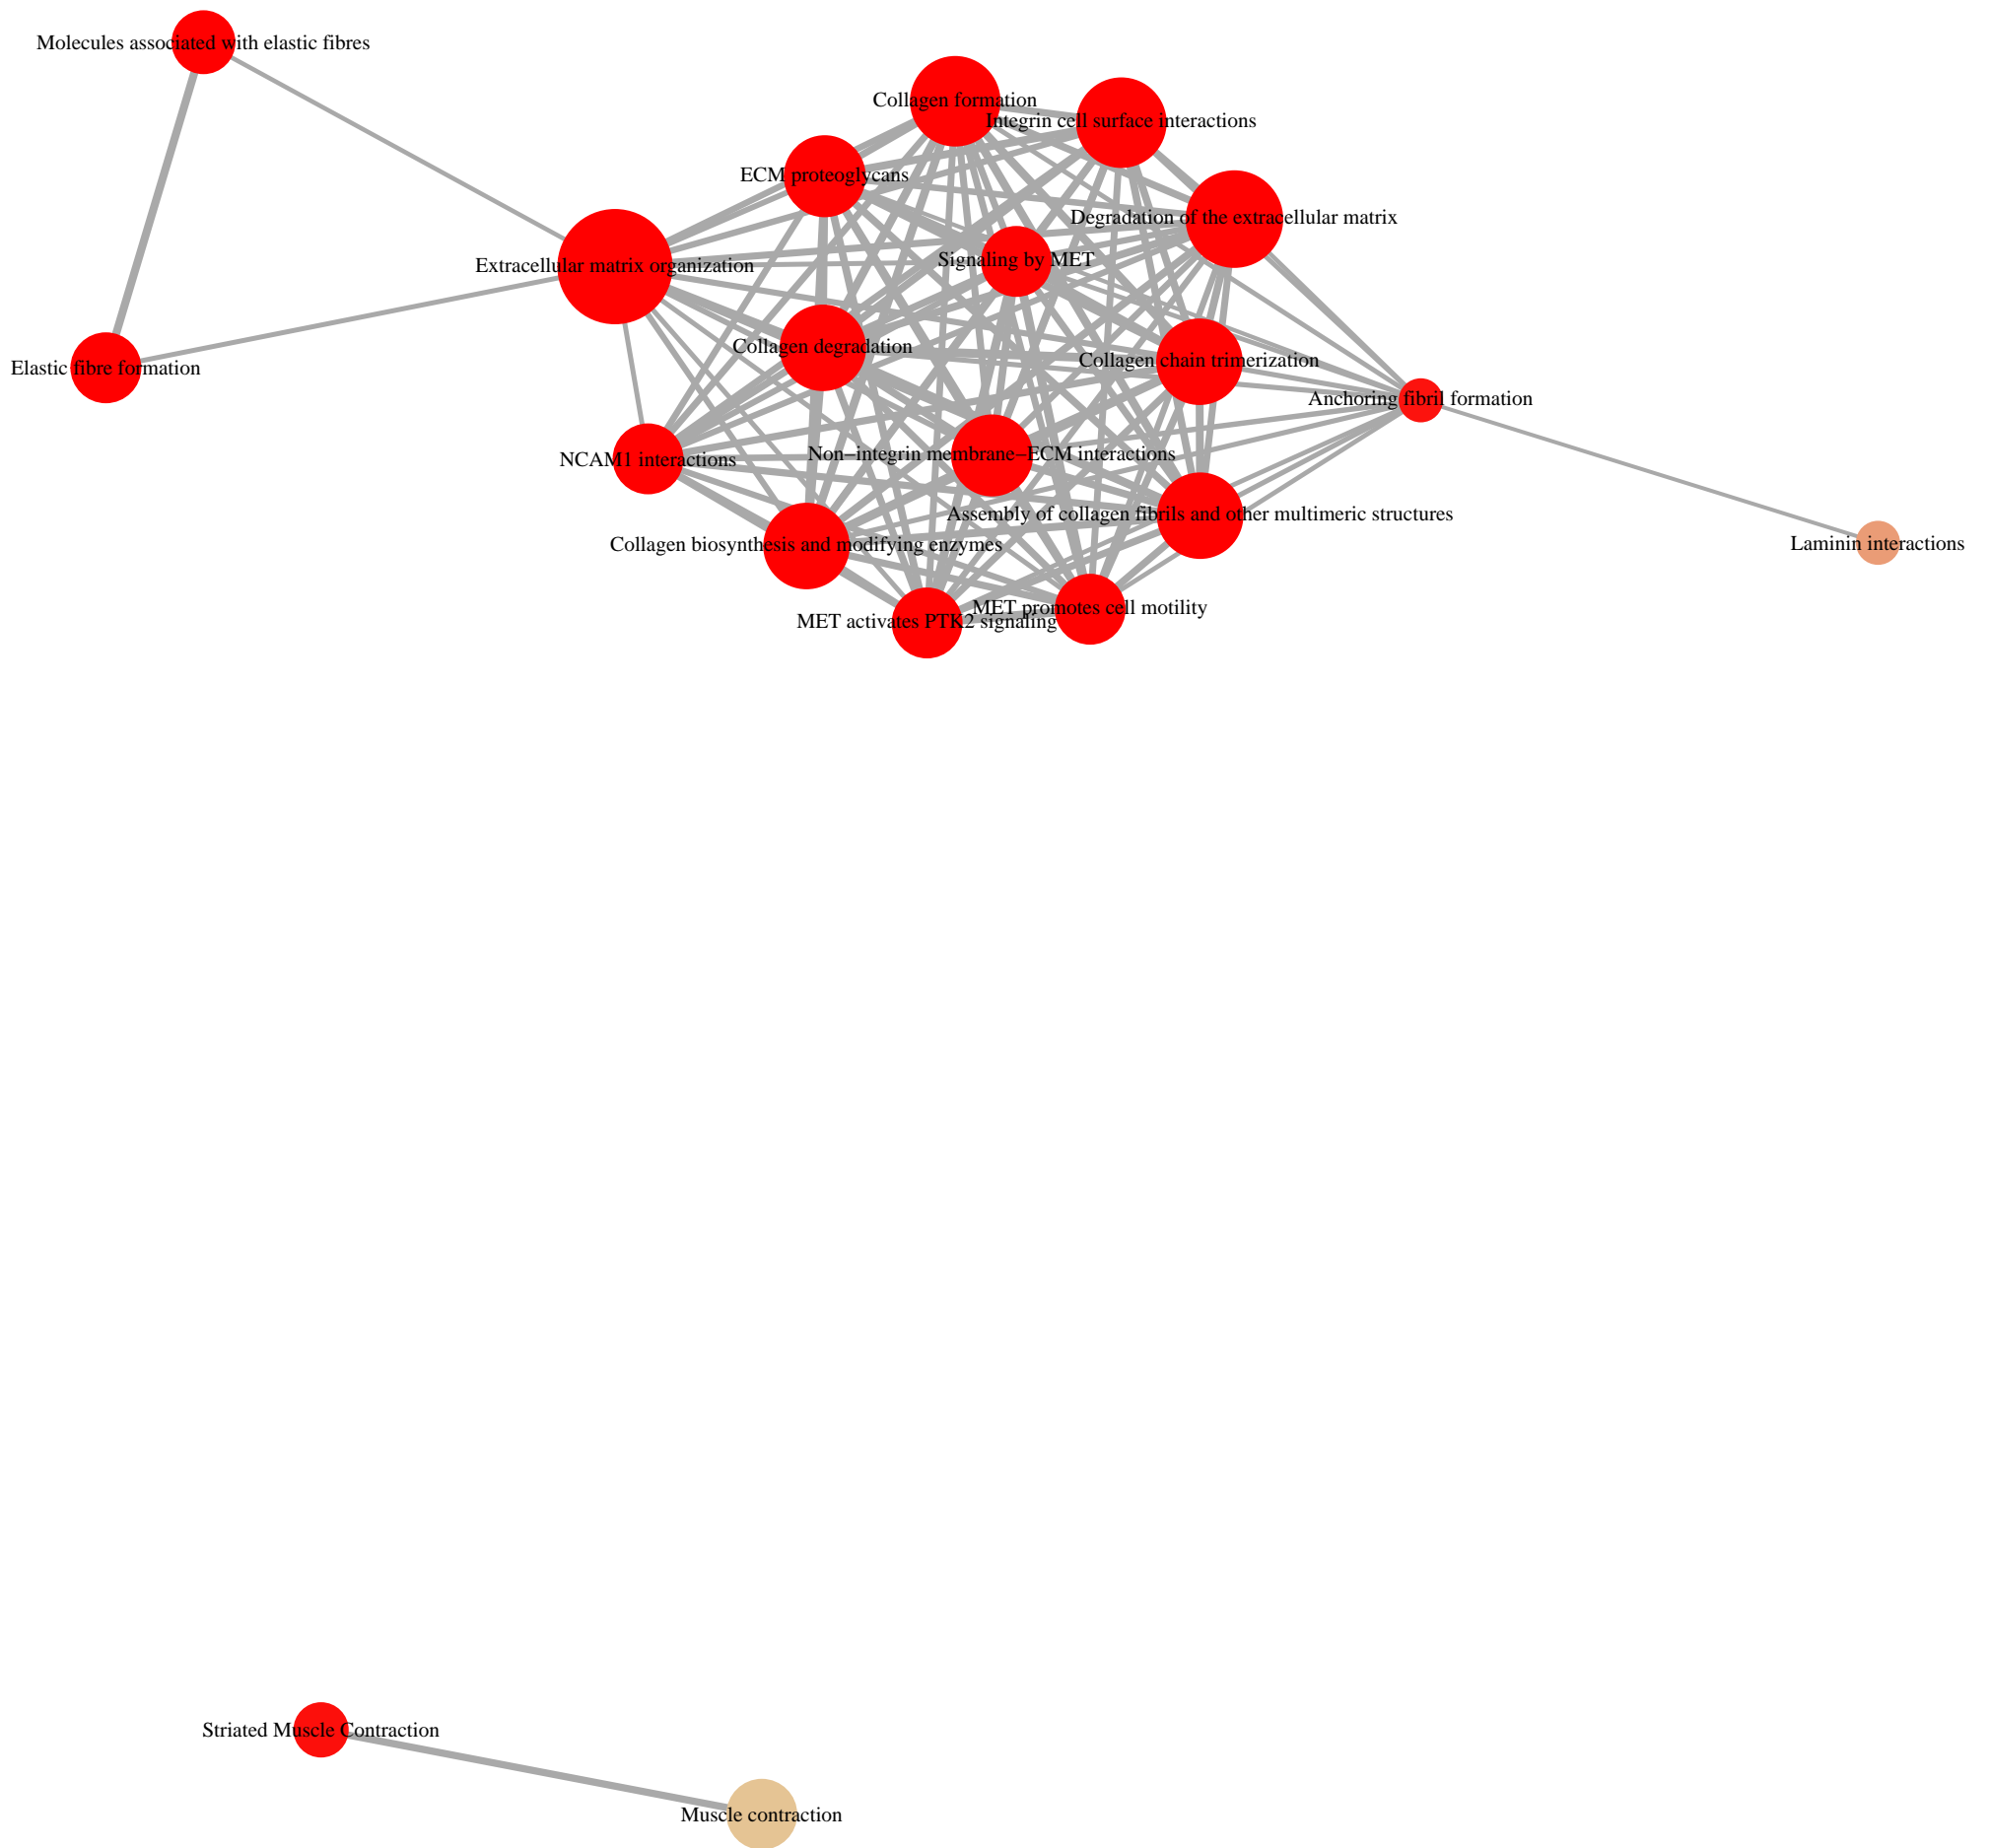 Molecules associated with elastic fibres
Collagen formation
Integrin cell surface interactions
ECM proteoglycans
Degradation of the extracellular matrix
Signaling by MET
Extracellular matrix organization
Collagen degradation
Collagen chain trimerization
Elastic fibre formation
Anchoring fibril formation
Non−integrin membrane−ECM interactions
NCAM1 interactions
Assembly of collagen fibrils and other multimeric structures
Laminin interactions
Collagen biosynthesis and modifying enzymes
MET promotes cell motility
MET activates PTK2 signaling
Striated Muscle Contraction
Muscle contraction